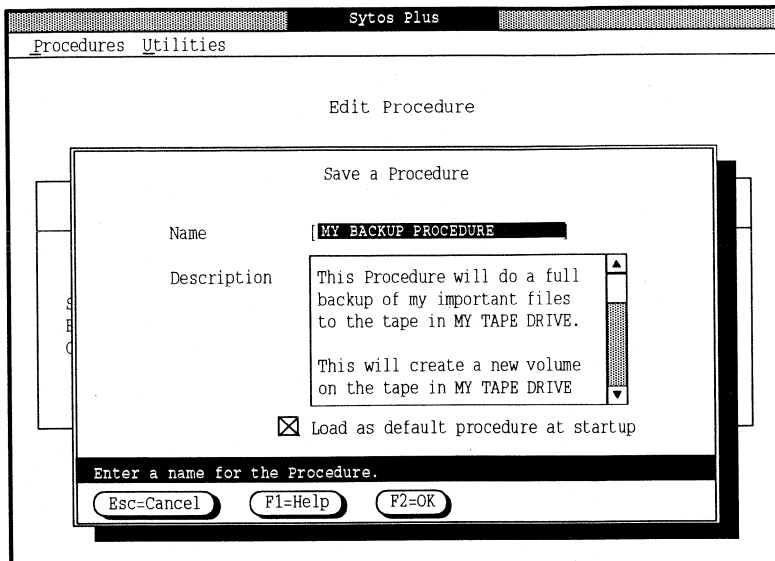 Sytos Plus
Procedures Utilities
Edit Procedure
Save a Procedure
Name [MY BACKUP PROCEDURE]
Description
This Procedure will do a full
backup of my important files
to the tape in MY TAPE DRIVE.
This will create a new volume
on the tape in MY TAPE DRIVE
Load as default procedure at startup
Enter a name for the Procedure.
Esc=Cancel F1=Help F2=OK